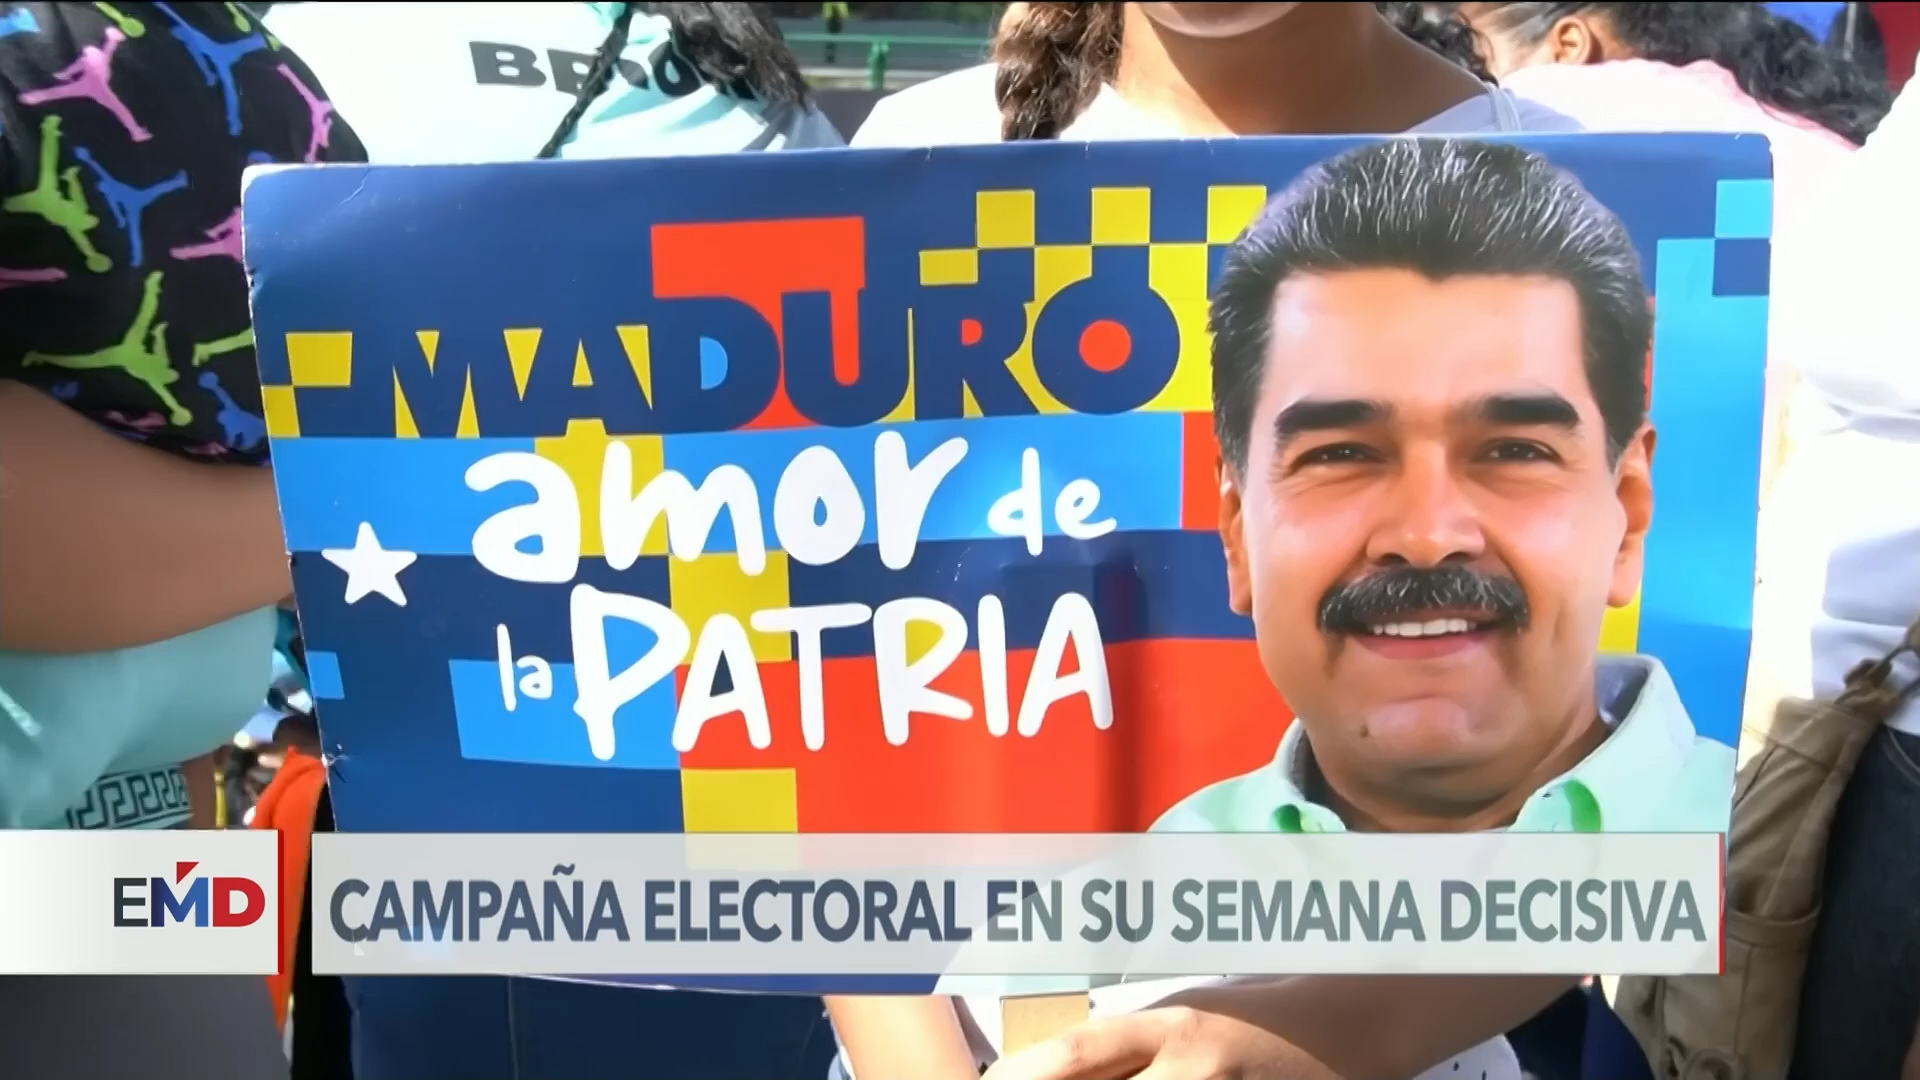 MADURO
amor de
la PATRIA
EMD
CAMPAÑA ELECTORAL EN SU SEMANA DECISIVA